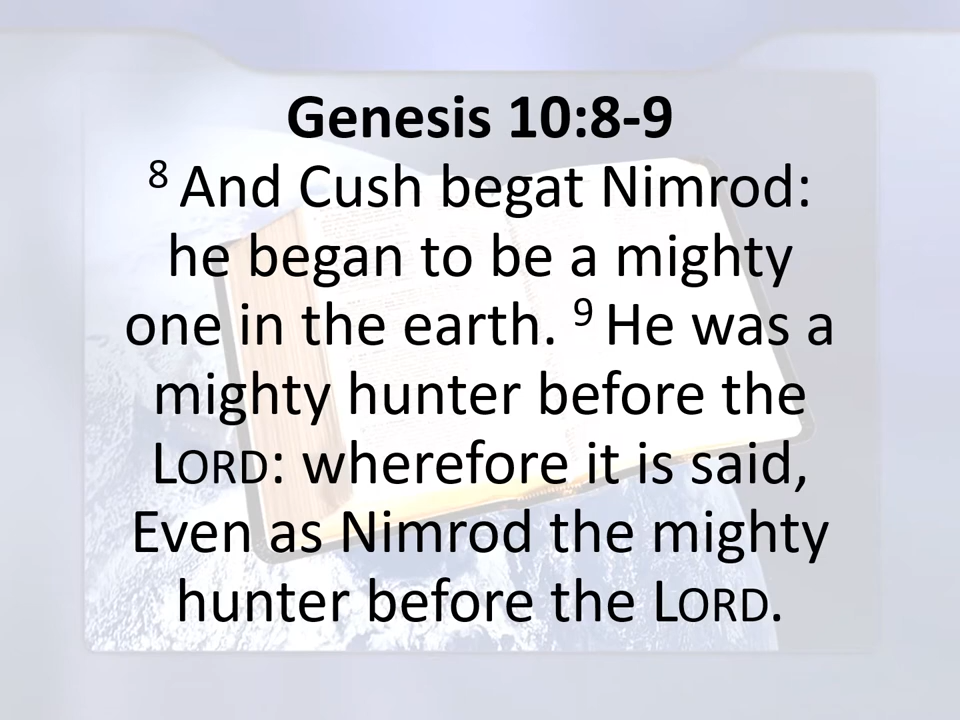 Genesis 10:8-9
8 And Cush begat Nimrod:
he began to be a mighty
one in the earth. 9 He was a
mighty hunter before the
LORD: wherefore it is said,
Even as Nimrod the mighty
hunter before the LORD.